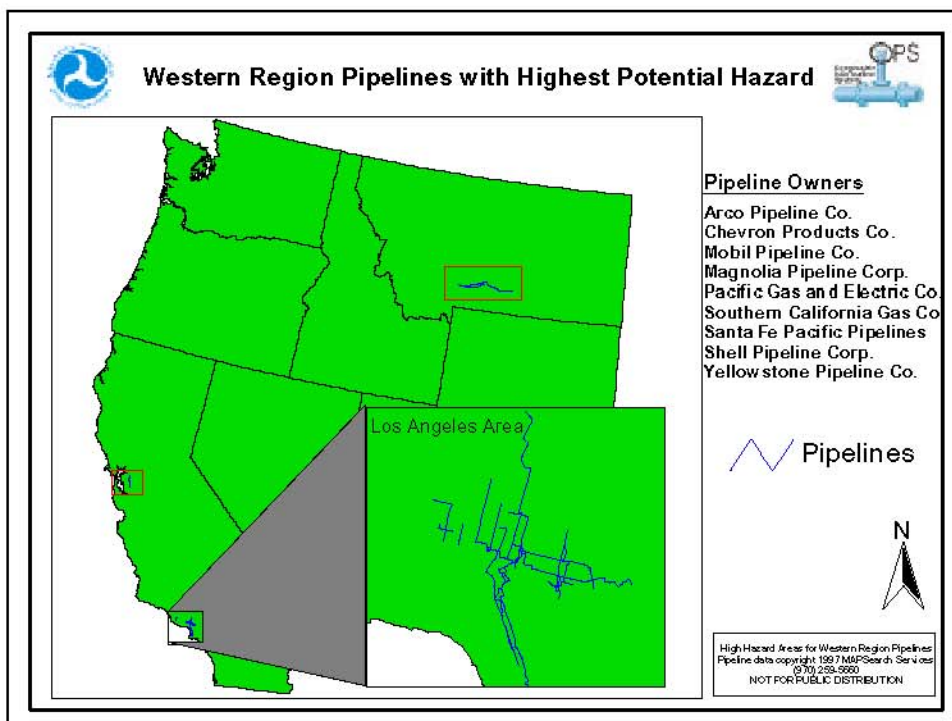 Western Region Pipelines with Highest Potential Hazard
OPS
Pipeline Owners
Arco Pipeline Co.
Chevron Products Co.
Mobil Pipeline Co.
Magnolia Pipeline Corp.
Pacific Gas and Electric Co.
Southern California Gas Co
Santa Fe Pacific Pipelines
Shell Pipeline Corp.
Yellowstone Pipeline Co.
Los Angeles Area
Pipelines
N
High Hazard Areas for Western Region Pipelines
Pipeline data copyright 1997 MAPSearch Services
(970) 259-5660
NOT FOR PUBLIC DISTRIBUTION